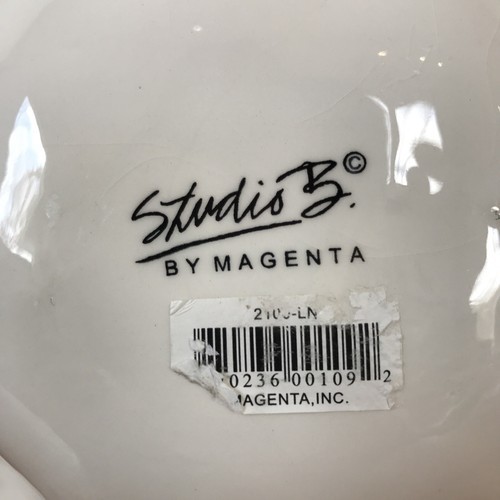 Studio B. ©
BY MAGENTA
0236 00109 2
MAGENTA, INC.